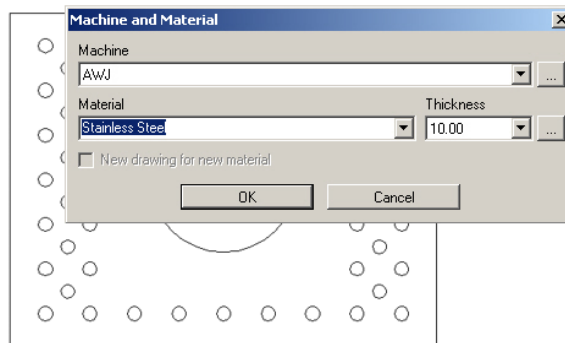 Machine and Material
Machine
AWJ
...
Material
Thickness
Stainless Steel
10.00
...
New drawing for new material
OK
Cancel